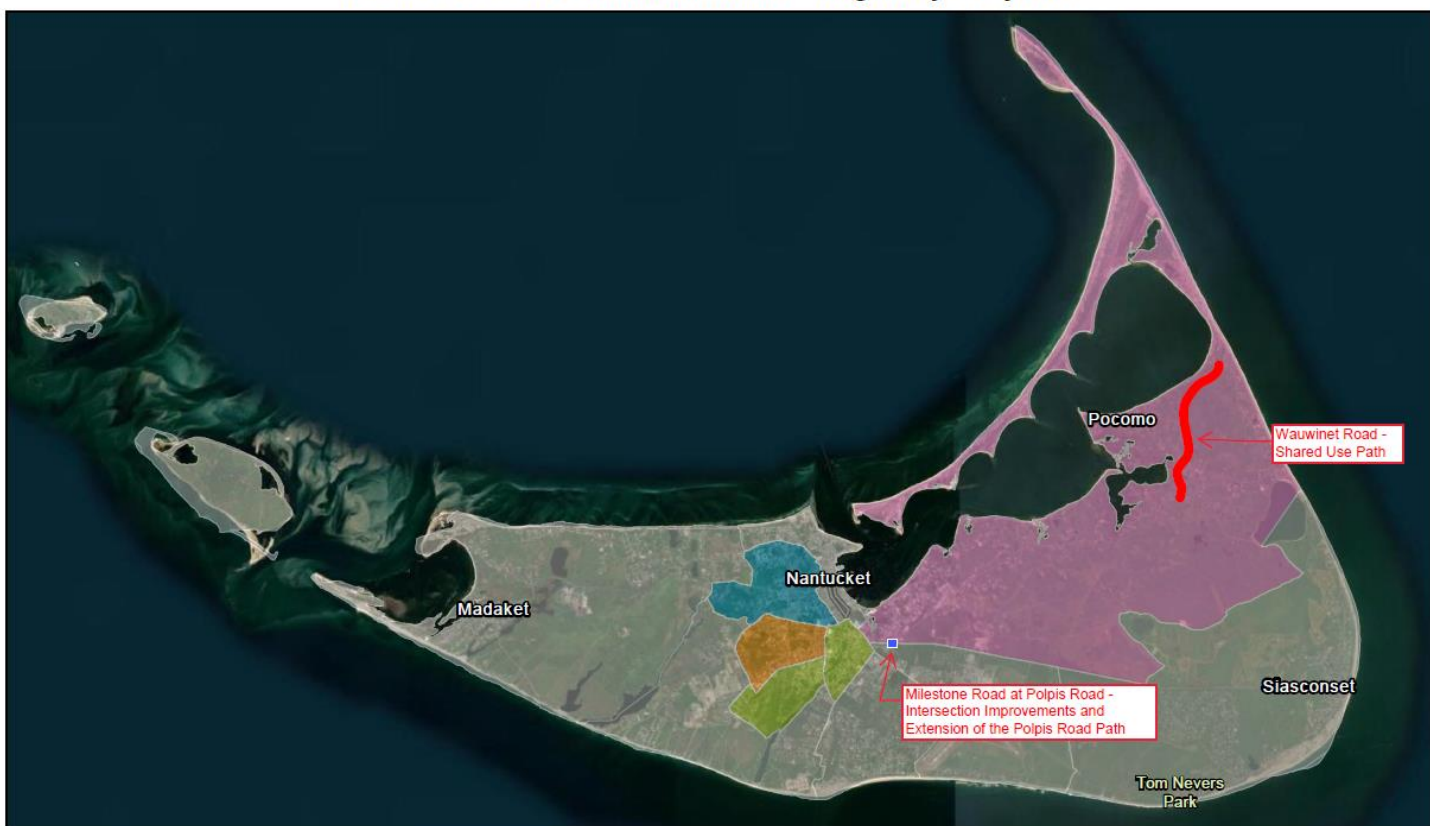 Pocomo
Wauwinet Road -
Shared Use Path
Nantucket
Madaket
Milestone Road at Polpis Road -
Intersection Improvements and
Extension of the Polpis Road Path
Siasconset
Tom Nevers
Park